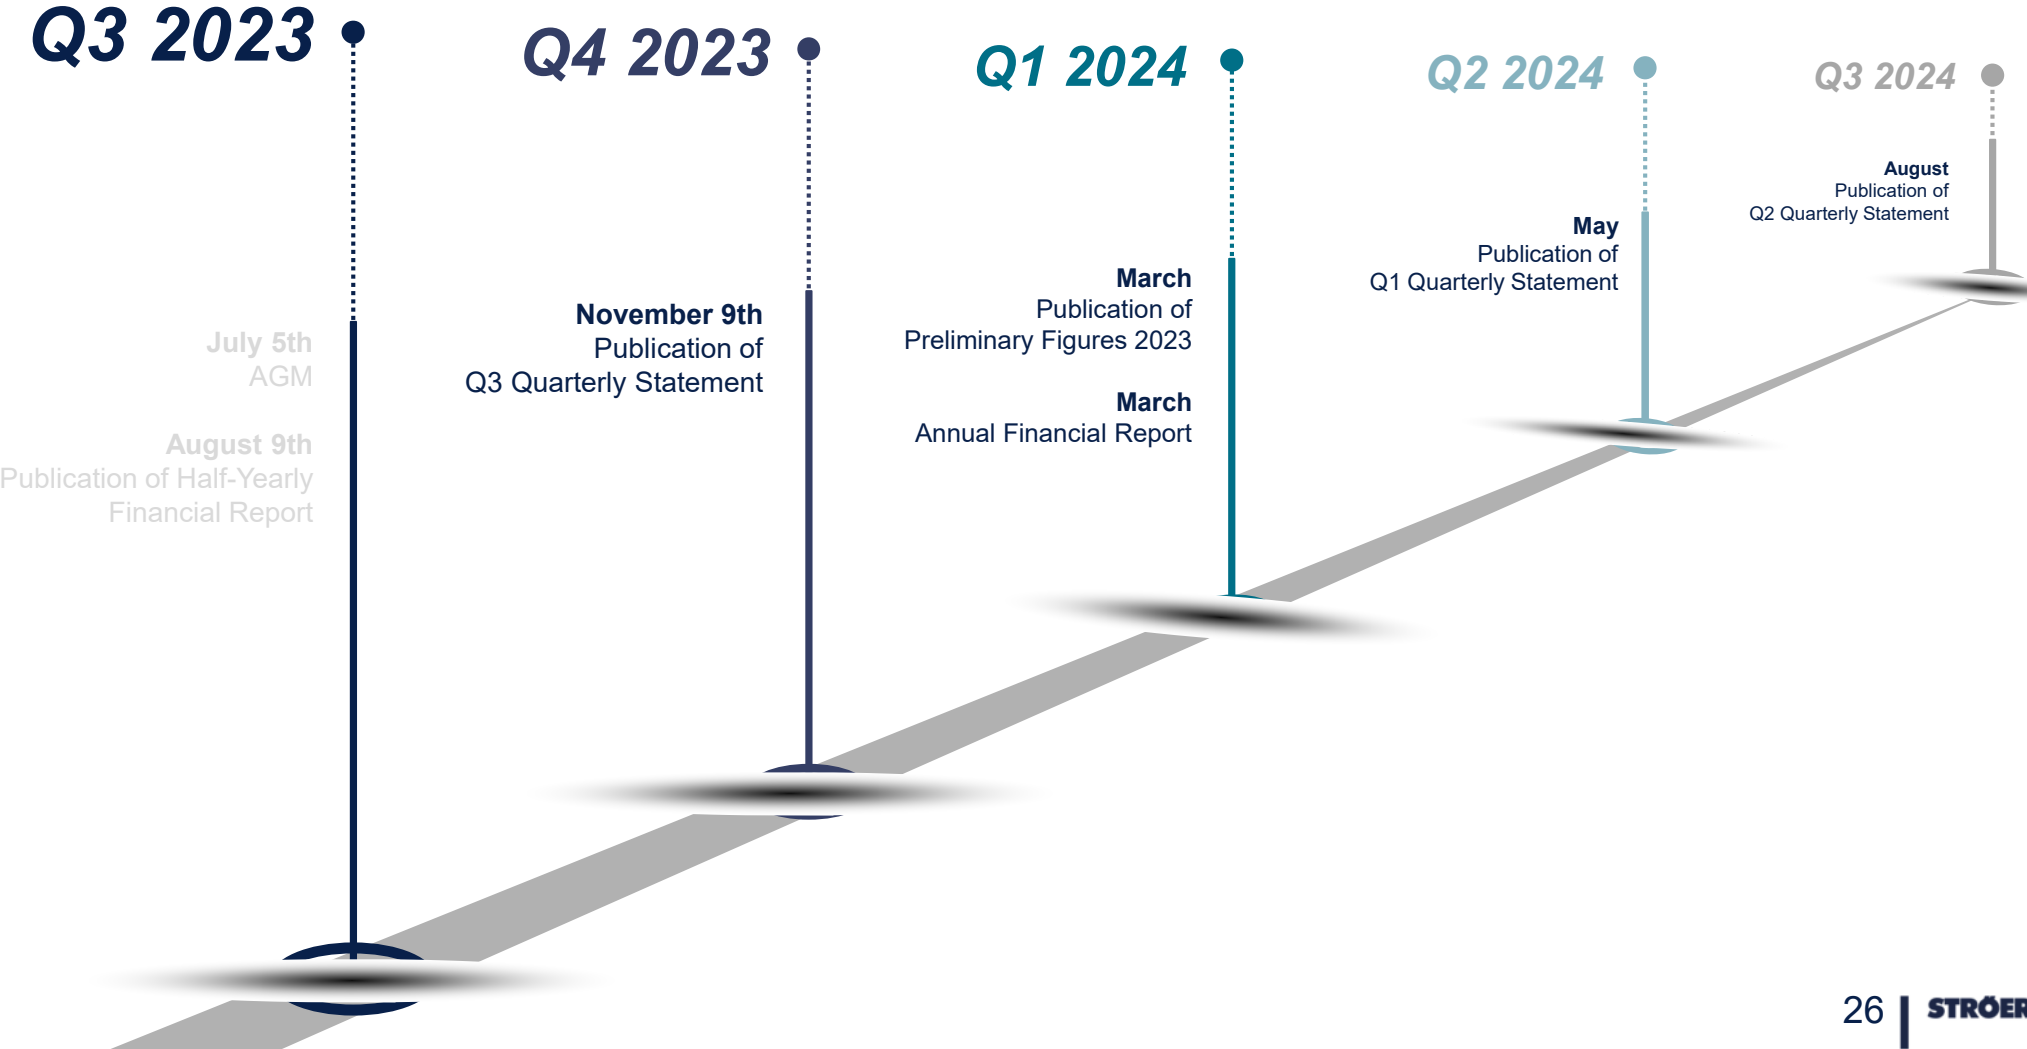 Q3 2023
July 5th
AGM
August 9th
Publication of Half-Yearly
Financial Report
Q4 2023
November 9th
Publication of
Q3 Quarterly Statement
Q1 2024
March
Publication of
Preliminary Figures 2023
March
Annual Financial Report
Q2 2024
May
Publication of
Q1 Quarterly Statement
Q3 2024
August
Publication of
Q2 Quarterly Statement
26
STRÖER